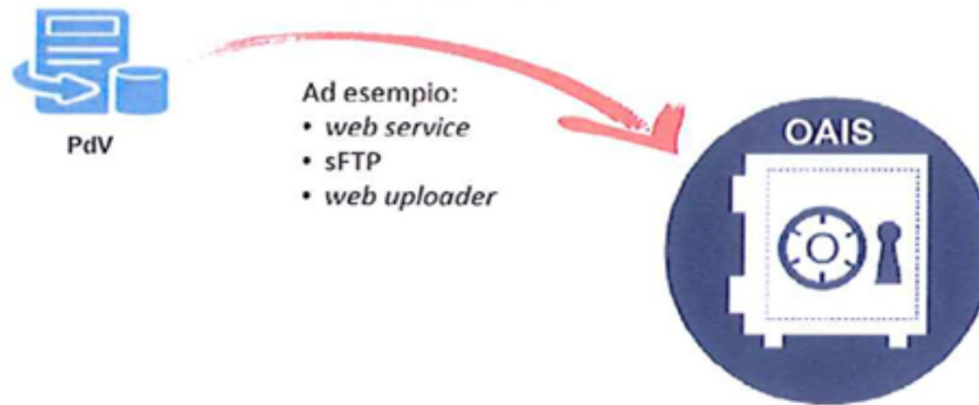 PdV
Ad esempio:
• web service
• sFTP
• web uploader
OAIS